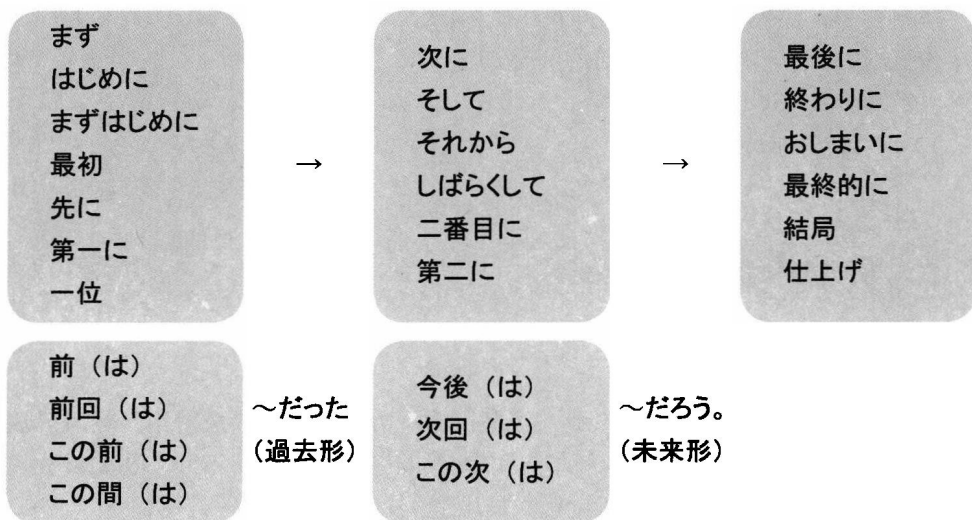 まず
はじめに
まずはじめに
最初
先に
第一に
一位
→
次に
そして
それから
しばらくして
二番目に
第二に
→
最後に
終わりに
おしまいに
最終的に
結局
仕上げ
前（は）
前回（は）
この前（は）
この間（は）
～だった
（過去形）
今後（は）
次回（は）
この次（は）
～だろう。
（未来形）